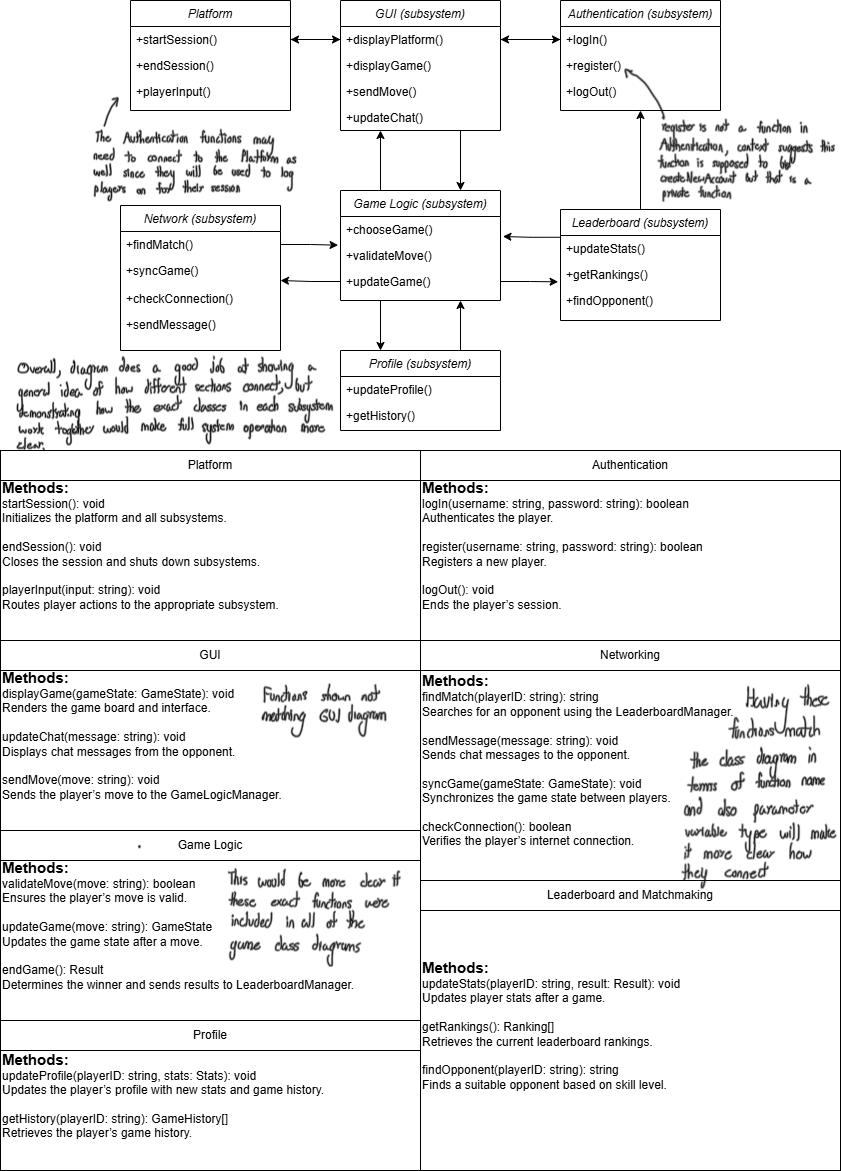 Platform
+startSession()
+endSession()
+playerInput()
GUI (subsystem)
+displayPlatform()
+displayGame()
+sendMove()
+updateChat()
Authentication (subsystem)
+logIn()
+register()
+logOut()
The Authentication functions may
need to connect to the Platform as
well since they will be used to log
players on for their session
register is not a function in
Authentication, context suggests this
function is supposed to be
createNewAccount but that is a
private function
Network (subsystem)
+findMatch()
+syncGame()
+checkConnection()
+sendMessage()
Game Logic (subsystem)
+chooseGame()
+validateMove()
+updateGame()
Leaderboard (subsystem)
+updateStats()
+getRankings()
+findOpponent()
Profile (subsystem)
+updateProfile()
+getHistory()
Overall, diagram does a good job at showing a
general idea of how different sections connect, but
demonstrating how the exact classes in each subsystem
work together would make full system operation more
clear.
Platform
Methods:
startSession(): void
Initializes the platform and all subsystems.
endSession(): void
Closes the session and shuts down subsystems.
playerInput(input: string): void
Routes player actions to the appropriate subsystem.
Authentication
Methods:
logIn(username: string, password: string): boolean
Authenticates the player.
register(username: string, password: string): boolean
Registers a new player.
logOut(): void
Ends the player's session.
GUI
Methods:
displayGame(gameState: GameState): void
Renders the game board and interface.
updateChat(message: string): void
Displays chat messages from the opponent.
sendMove(move: string): void
Sends the player's move to the GameLogicManager.
Functions shown not
matching GUI diagram
Networking
Methods:
findMatch(playerID: string): string
Searches for an opponent using the LeaderboardManager.
sendMessage(message: string): void
Sends chat messages to the opponent.
syncGame(gameState: GameState): void
Synchronizes the game state between players.
checkConnection(): boolean
Verifies the player's internet connection.
Having these
functions match
the class diagram in
terms of function name
and also parameter
variable type will make
it more clear how
they connect
Game Logic
Methods:
validateMove(move: string): boolean
Ensures the player's move is valid.
updateGame(move: string): GameState
Updates the game state after a move.
endGame(): Result
Determines the winner and sends results to LeaderboardManager.
This would be more clear if
these exact functions were
included in all of the
game class diagrams
Leaderboard and Matchmaking
Methods:
updateStats(playerID: string, result: Result): void
Updates player stats after a game.
getRankings(): Ranking[]
Retrieves the current leaderboard rankings.
findOpponent(playerID: string): string
Finds a suitable opponent based on skill level.
Profile
Methods:
updateProfile(playerID: string, stats: Stats): void
Updates the player's profile with new stats and game history.
getHistory(playerID: string): GameHistory[]
Retrieves the player's game history.